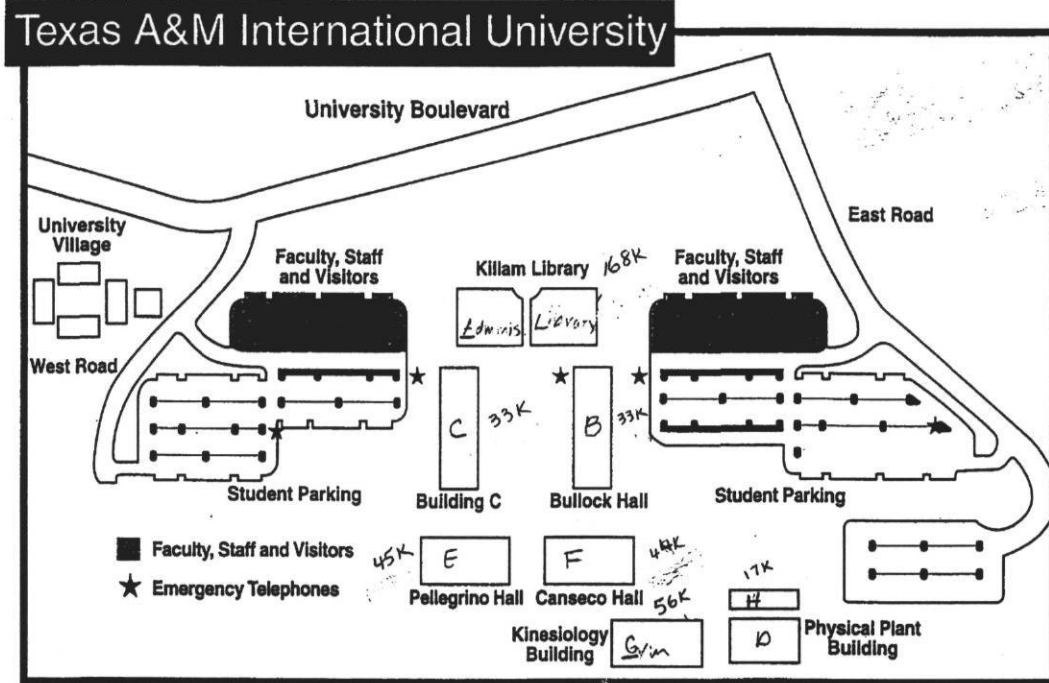 Texas A&M International University
University Boulevard
East Road
University
Village
Faculty, Staff
and Visitors
Killam Library
168K
Faculty, Staff
and Visitors
Library
West Road
C
33K
B
33K
Student Parking
Building C
Bullock Hall
Student Parking
Faculty, Staff and Visitors
Emergency Telephones
45K
E
F
44K
Pellegrino Hall
Canseco Hall
17K
H
56K
Kinesiology
Building
Gym
D
Physical Plant
Building